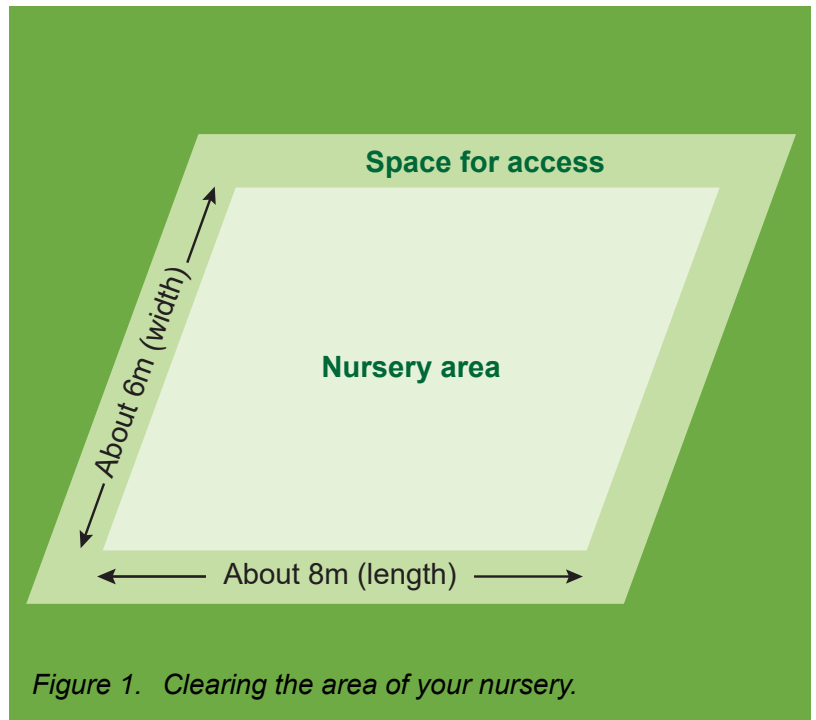 Space for access
About 6m (width)
Nursery area
About 8m (length)
Figure 1. Clearing the area of your nursery.